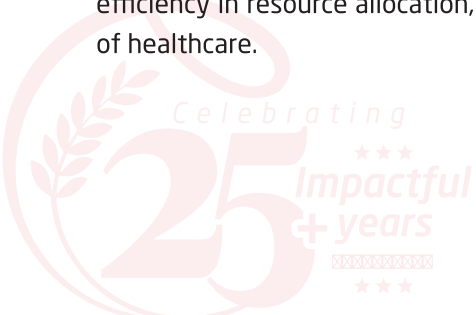 efficiency in resource allocation,
of healthcare.
Celebrating
25
Impactful
+ years